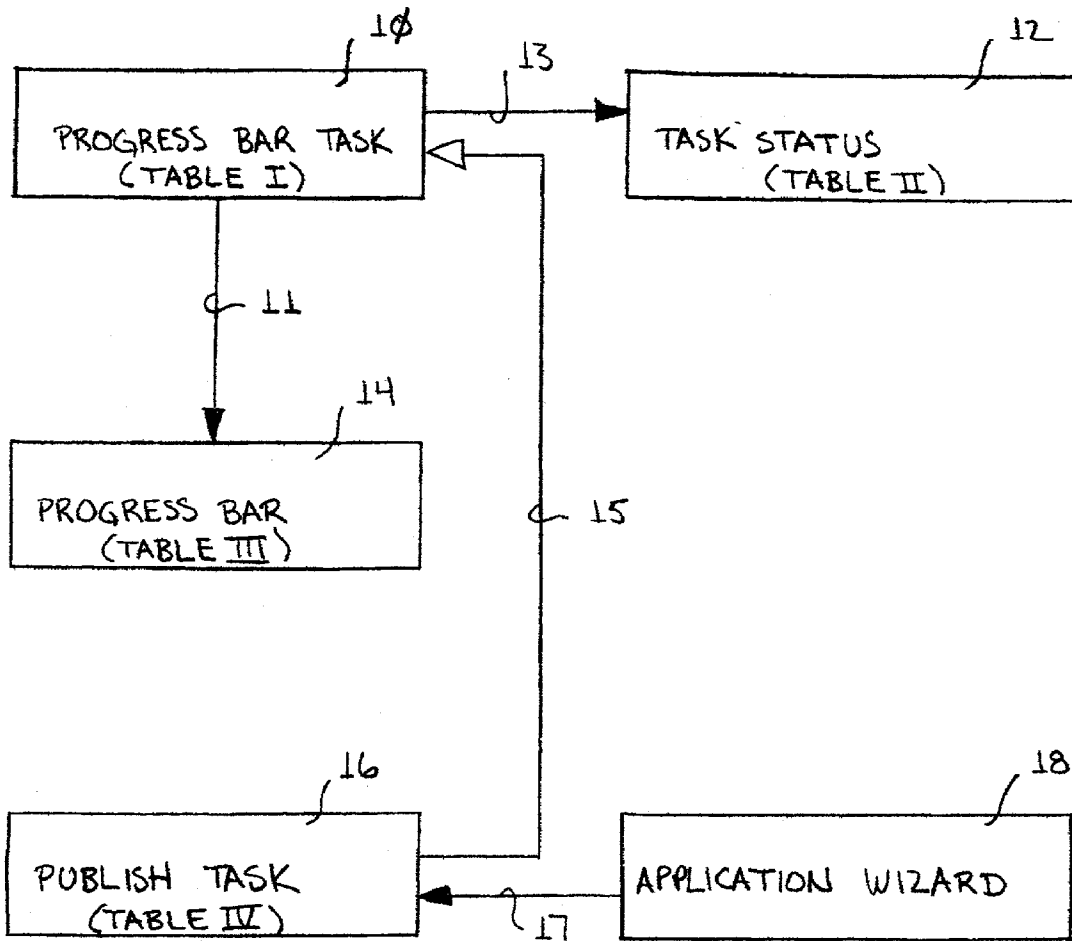 10
13
12
PROGRESS BAR TASK
(TABLE I)
TASK STATUS
(TABLE II)
11
14
PROGRESS BAR
(TABLE III)
15
16
18
PUBLISH TASK
(TABLE IV)
APPLICATION WIZARD
17